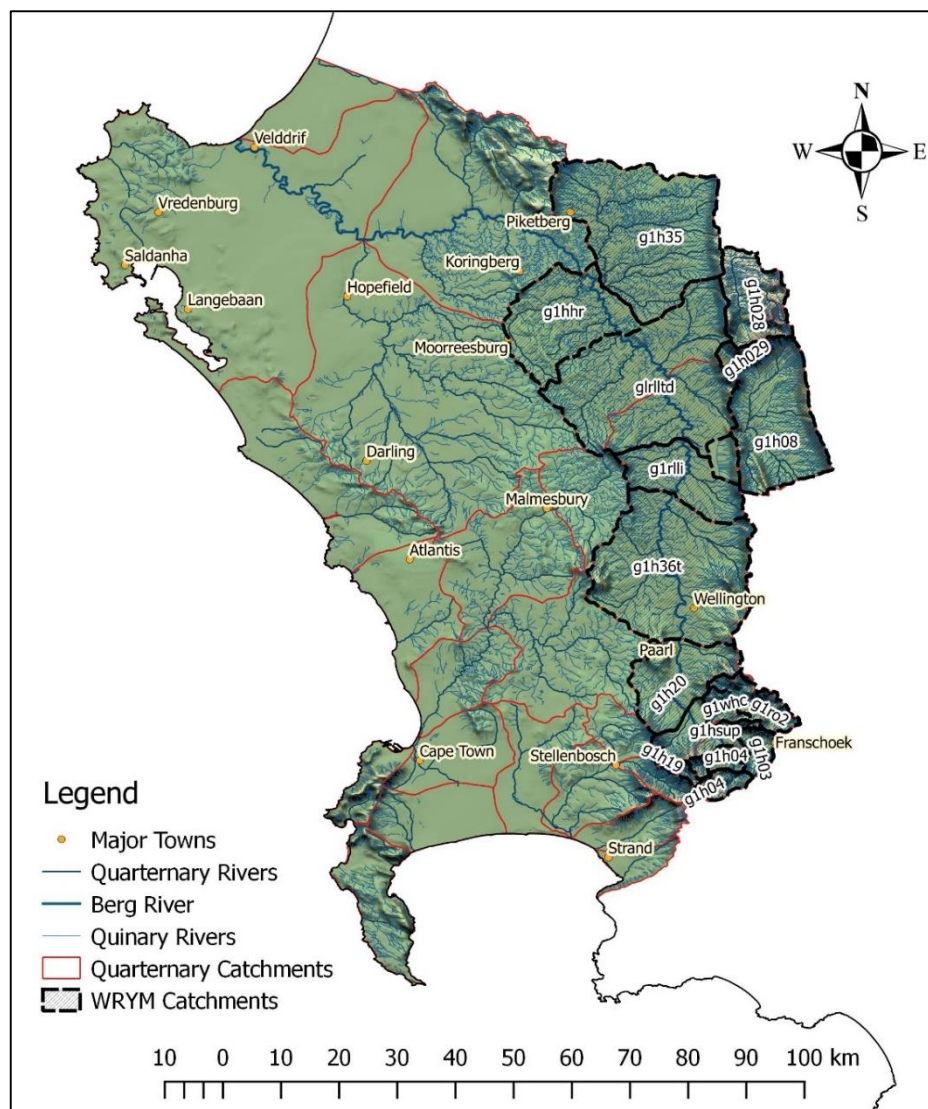 N
W
E
S
Velddrif
Vredenburg
Piketberg
g1h35
Saldanha
Koringberg
Hopefield
g1h028
Langebaan
g1hhr
Moorreesburg
g1h029
glrlltd
g1h08
Darling
g1rlli
Malmesbury
Atlantis
g1h36t
Wellington
Paarl
g1h20
g1whc
g1ro2
g1hsup
Franschoek
Cape Town
Stellenbosch
g1h19
g1h04
g1h03
g1h04
Strand
Legend
Major Towns
Quarternary Rivers
Berg River
Quinary Rivers
Quarternary Catchments
WRYM Catchments
10 0 10 20 30 40 50 60 70 80 90 100 km